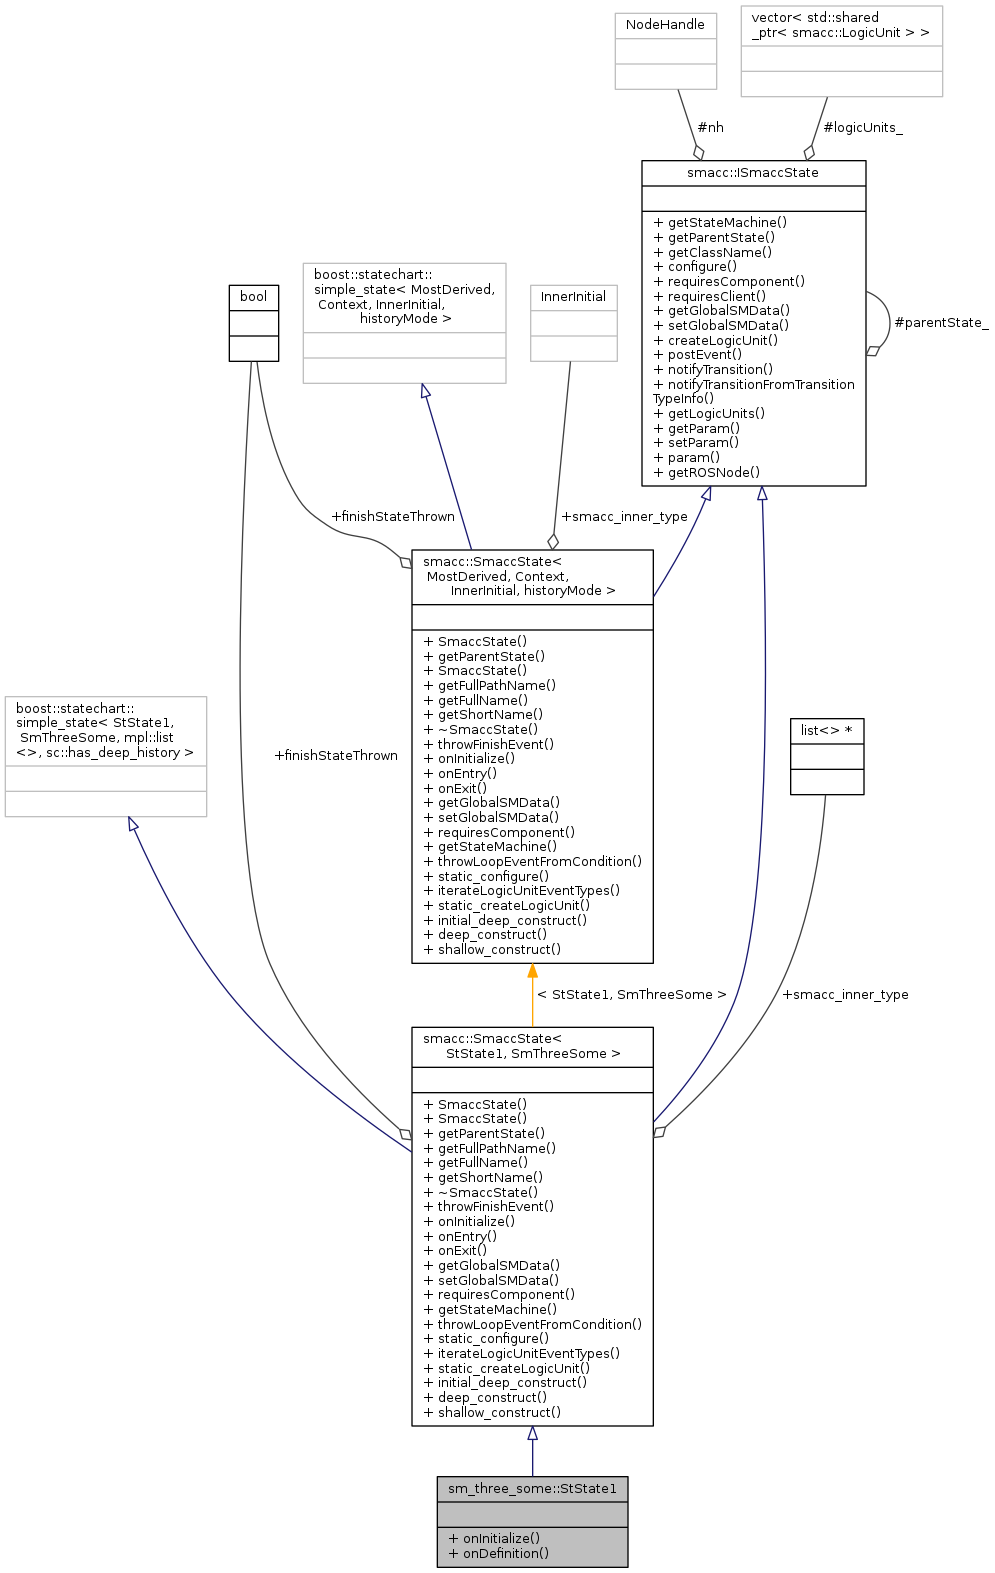 NodeHandle
vector< std::shared
_ptr< smacc::LogicUnit > >
#nh
#logicUnits_
smacc::ISmaccState
+ getStateMachine()
+ getParentState()
+ getClassName()
+ configure()
+ requiresComponent()
+ requiresClient()
+ getGlobalSMData()
+ setGlobalSMData()
+ createLogicUnit()
+ postEvent()
+ notifyTransition()
+ notifyTransitionFromTransition
TypeInfo()
+ getLogicUnits()
+ getParam()
+ setParam()
+ param()
+ getROSNode()
#parentState_
bool
boost::statechart::
simple_state< MostDerived,
Context, InnerInitial,
historyMode >
InnerInitial
+finishStateThrown
+smacc_inner_type
smacc::SmaccState<
MostDerived, Context,
InnerInitial, historyMode >
+ SmaccState()
+ getParentState()
+ SmaccState()
+ getFullPathName()
+ getFullName()
+ getShortName()
+ ~SmaccState()
+ throwFinishEvent()
+ onInitialize()
+ onEntry()
+ onExit()
+ getGlobalSMData()
+ setGlobalSMData()
+ requiresComponent()
+ getStateMachine()
+ throwLoopEventFromCondition()
+ static_configure()
+ iterateLogicUnitEventTypes()
+ static_createLogicUnit()
+ initial_deep_construct()
+ deep_construct()
+ shallow_construct()
boost::statechart::
simple_state< StState1,
SmThreeSome, mpl::list
<>, sc::has_deep_history >
+finishStateThrown
list<> *
< StState1, SmThreeSome >
+smacc_inner_type
smacc::SmaccState<
StState1, SmThreeSome >
+ SmaccState()
+ SmaccState()
+ getParentState()
+ getFullPathName()
+ getFullName()
+ getShortName()
+ ~SmaccState()
+ throwFinishEvent()
+ onInitialize()
+ onEntry()
+ onExit()
+ getGlobalSMData()
+ setGlobalSMData()
+ requiresComponent()
+ getStateMachine()
+ throwLoopEventFromCondition()
+ static_configure()
+ iterateLogicUnitEventTypes()
+ static_createLogicUnit()
+ initial_deep_construct()
+ deep_construct()
+ shallow_construct()
sm_three_some::StState1
+ onInitialize()
+ onDefinition()